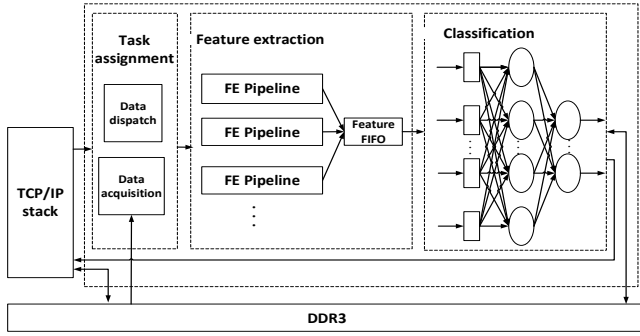 Task
assignment
Feature extraction
Classification
Data
dispatch
Data
acquisition
FE Pipeline
FE Pipeline
FE Pipeline
Feature
FIFO
TCP/IP
stack
DDR3